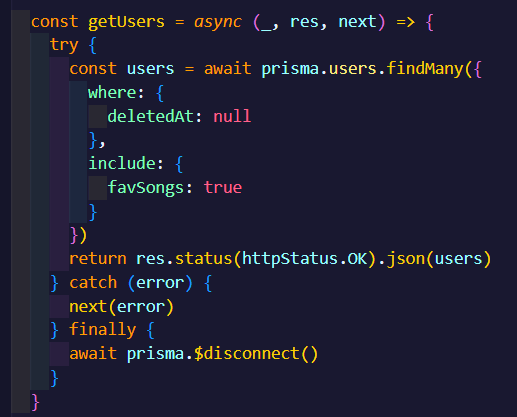 const getUsers = async (_, res, next) => {
  try {
    const users = await prisma.users.findMany({
      where: {
        deletedAt: null
      },
      include: {
        favSongs: true
      }
    })
    return res.status(httpStatus.OK).json(users)
  } catch (error) {
    next(error)
  } finally {
    await prisma.$disconnect()
  }
}